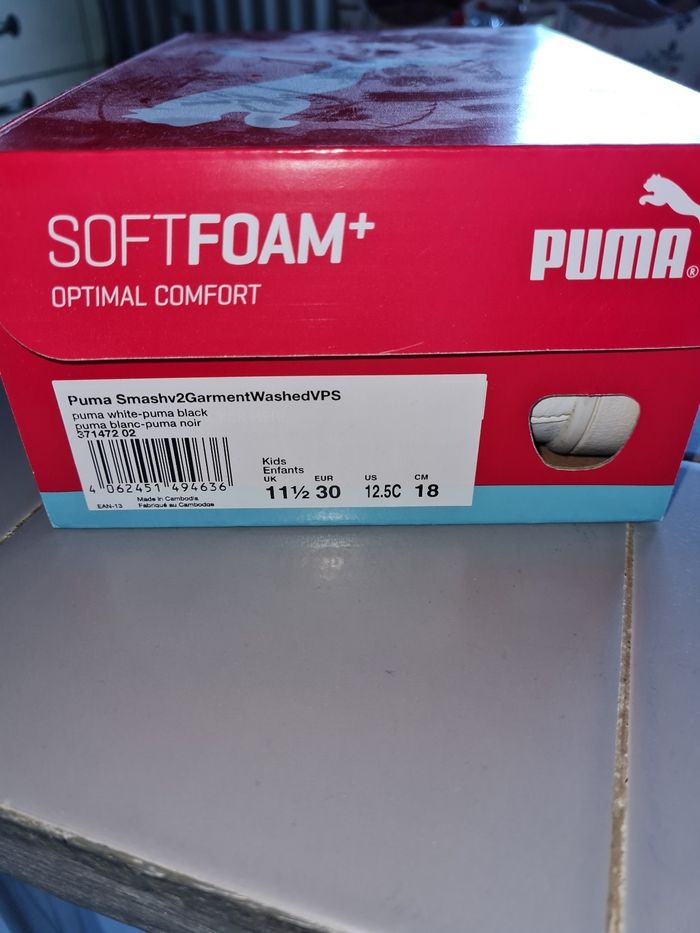 SOFTFOAM+
OPTIMAL COMFORT
PUMA®
Puma Smashv2GarmentWashedVPS
puma white-puma black
puma blanc-puma noir
371472 02
4 062451 494636
EAN-13
Made in Cambodia
Fabriqué au Cambodge
Kids
Enfants
UK EUR US CM
11½ 30 12.5C 18